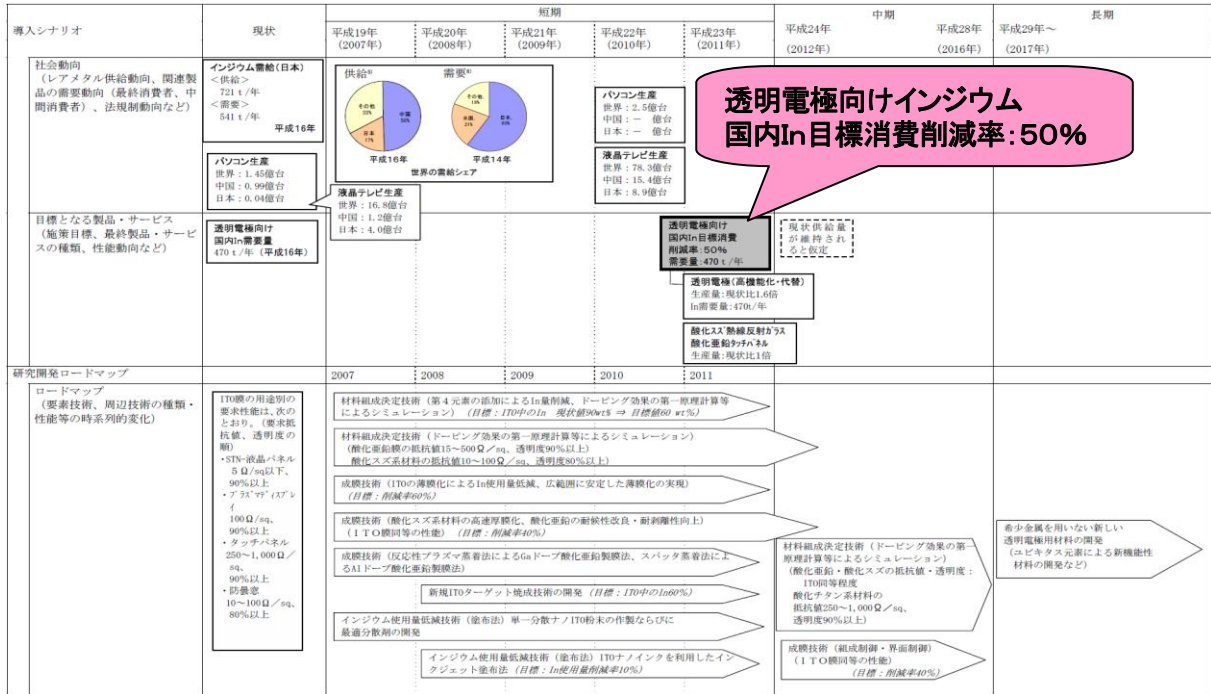 導入シナリオ
現状
短期
中期
長期
平成19年
(2007年)
平成20年
(2008年)
平成21年
(2009年)
平成22年
(2010年)
平成23年
(2011年)
平成24年
(2012年)
平成28年
(2016年)
平成29年~
(2017年)
社会動向
(レアメタル供給動向、関連製
品の需要動向(最終消費者、中
間消費者)、法規制動向など)
インジウム需給(日本)
<供給>
721 t/年
<需要>
541 t/年
平成16年
パソコン生産
世界:1.45億台
中国:0.99億台
日本:0.04億台
供給
需要
その他,
中国
日本
その他,
米国,
日本,
平成16年
平成14年
世界の需給シェア
液晶テレビ生産
世界:16.8億台
中国:1.2億台
日本:4.0億台
パソコン生産
世界:2.5億台
中国:- 億台
日本:- 億台
液晶テレビ生産
世界:78.3億台
中国:15.4億台
日本:8.9億台
透明電極向けインジウム
国内In目標消費削減率:50%
目標となる製品・サービス
(施策目標、最終製品・サービ
スの種類、性能動向など)
透明電極向け
国内In需要量
470 t/年(平成16年)
透明電極向け
国内In目標消費
削減率:50%
需要量:470 t/年
現状供給量
が維持され
ると仮定
透明電極(高機能化・代替)
生産量:現状比1.6倍
In需要量:470t/年
酸化スズ熱線反射ガラス
酸化亜鉛タッチパネル
生産量:現状比1倍
研究開発ロードマップ
2007
2008
2009
2010
2011
ロードマップ
(要素技術、周辺技術の種類・
性能等の時系列的変化)
ITO膜の用途別の
要求性能は、次の
とおり。(要求抵
抗値、透明度の
順)
・STN-液晶パネル
5 Ω/sq以下、
90%以上
・プラズマディスプレ
イ
100Ω/sq、
90%以上
・タッチパネル
250~1,000Ω/
sq、
90%以上
・防曇窓
10~100Ω/sq、
80%以上
材料組成決定技術(第4元素の添加によるIn量削減、ドーピング効果の第一原理計算等
によるシミュレーション)(目標:ITO中のIn 現状値90wt% ⇒ 目標値60 wt%)
材料組成決定技術(ドーピング効果の第一原理計算等によるシミュレーション)
(酸化亜鉛膜の抵抗値15~500Ω/sq、透明度90%以上)
酸化スズ系材料の抵抗値10~100Ω/sq、透明度80%以上)
成膜技術(ITOの薄膜化によるIn使用量低減、広範囲に安定した薄膜化の実現)
(目標:削減率60%)
成膜技術(酸化スズ系材料の高速厚膜化、酸化亜鉛の耐候性改良・耐剥離性向上)
(ITO膜同等の性能)(目標:削減率40%)
成膜技術(反応性プラズマ蒸着法によるGaドープ酸化亜鉛製膜法、スパッタ蒸着法によ
るAlドープ酸化亜鉛製膜法)
新規ITOターゲット焼成技術の開発(目標:ITO中のIn60%)
インジウム使用量低減技術(塗布法)単一分散ナノITO粉末の作製ならびに
最適分散剤の開発
インジウム使用量低減技術(塗布法)ITOナノインクを利用したイン
クジェット塗布法(目標:In使用量削減率10%)
材料組成決定技術(ドーピング効果の第一
原理計算等によるシミュレーション)
(酸化亜鉛・酸化スズの抵抗値・透明度:
ITO同等程度
酸化チタン系材料の
抵抗値250~1,000Ω/sq、
透明度90%以上)
成膜技術(組成制御・界面制御)
(ITO膜同等の性能)
(目標:削減率40%)
希少金属を用いない新しい
透明電極用材料の開発
(ユビキタス元素による新機能性
材料の開発など)